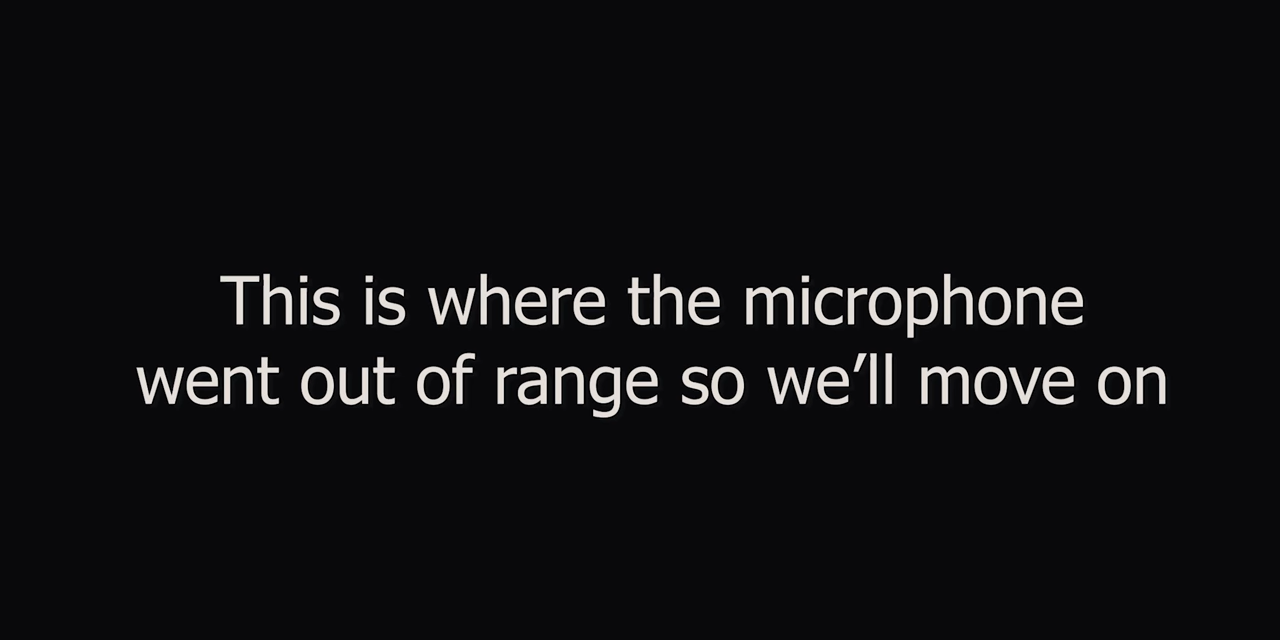 This is where the microphone
went out of range so we’ll move on